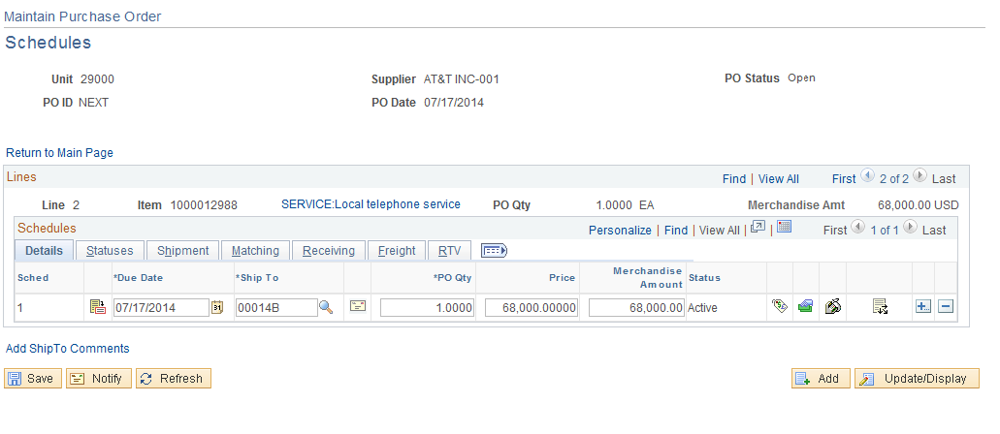 Maintain Purchase Order
Schedules
Unit 29000 Supplier AT&T INC-001 PO Status Open
PO ID NEXT PO Date 07/17/2014
Return to Main Page
Lines Find | View All First 2 of 2 Last
Line 2 Item 1000012988 SERVICE:Local telephone service PO Qty 1.0000 EA Merchandise Amt 68,000.00 USD
Schedules Personalize | Find | View All | | First 1 of 1 Last
Details Statuses Shipment Matching Receiving Freight RTV
Sched *Due Date *Ship To *PO Qty Price Merchandise Amount Status
1 07/17/2014 31 00014B 1.0000 68,000.00000 68,000.00 Active
Add ShipTo Comments
Save Notify Refresh Add Update/Display